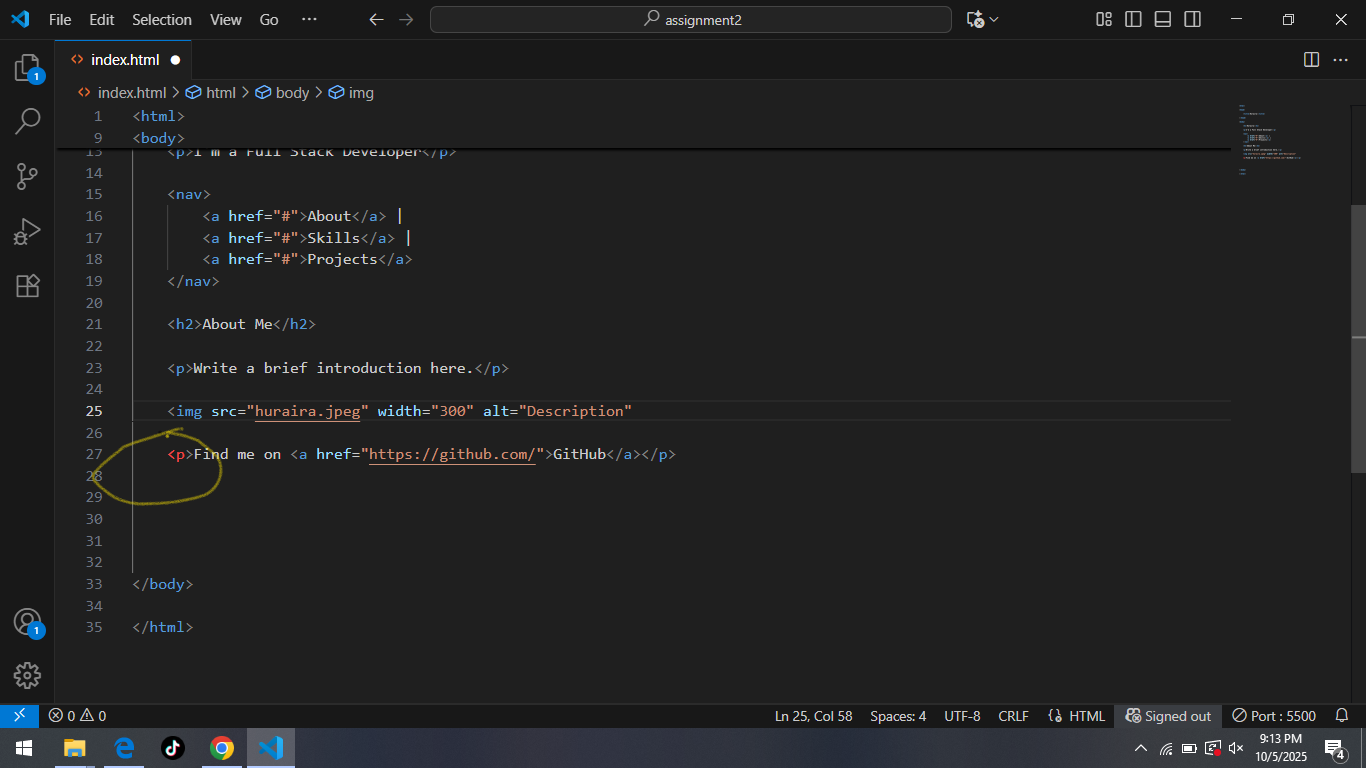 File Edit Selection View Go ··· assignment2
index.html
index.html > html > body > img
1 <html>
9 <body>
13 <p>I m a Full Stack Developer</p>
14
15 <nav>
16 <a href="#">About</a> |
17 <a href="#">Skills</a> |
18 <a href="#">Projects</a>
19 </nav>
20
21 <h2>About Me</h2>
22
23 <p>Write a brief introduction here.</p>
24
25 <img src="huraira.jpeg" width="300" alt="Description"
26
27 <p>Find me on <a href="https://github.com/">GitHub</a></p>
28
29
30
31
32
33 </body>
34
35 </html>
1
1
0 0 Ln 25, Col 58 Spaces: 4 UTF-8 CRLF {} HTML Signed out Port : 5500
9:13 PM
10/5/2025
4